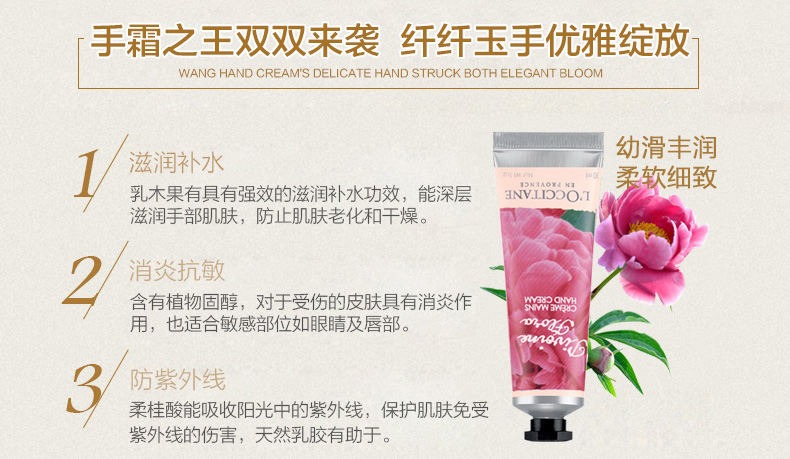 手霜之王双双来袭 纤纤玉手优雅绽放
WANG HAND CREAM'S DELICATE HAND STRUCK BOTH ELEGANT BLOOM
1 滋润补水
乳木果有具有强效的滋润补水功效，能深层
滋润手部肌肤，防止肌肤老化和干燥。
2 消炎抗敏
含有植物固醇，对于受伤的皮肤具有消炎作
用，也适合敏感部位如眼睛及唇部。
3 防紫外线
柔桂酸能吸收阳光中的紫外线，保护肌肤免受
紫外线的伤害，天然乳胶有助于。
幼滑丰润
柔软细致
30 ml
L'OCCITANE
EN PROVENCE
CRÈME MAINS
HAND CREAM
Pivoine
Flora